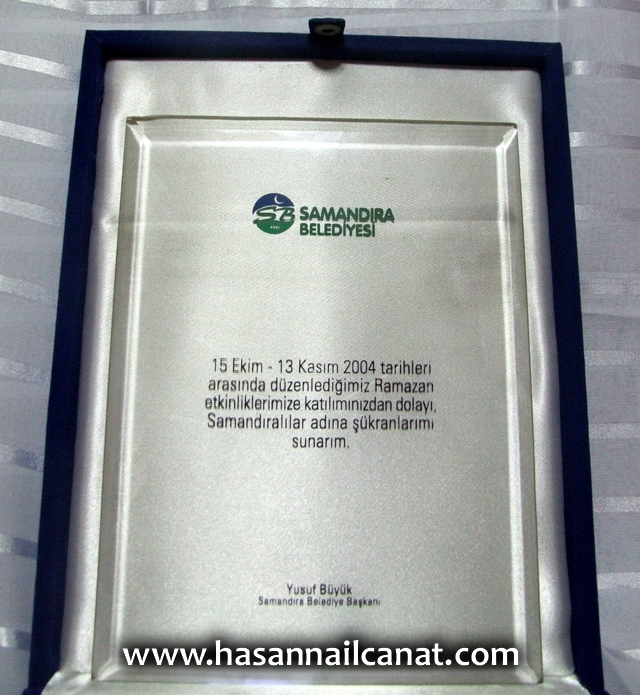 SB SAMANDIRA
BELEDİYESİ
15 Ekim - 13 Kasım 2004 tarihleri
arasında düzenlediğimiz Ramazan
etkinliklerimize katılımınızdan dolayı,
Samandıralılar adına şükranlarımı
sunarım.
Yusuf Büyük
Samandıra Belediye Başkanı
www.hasannailcanat.com